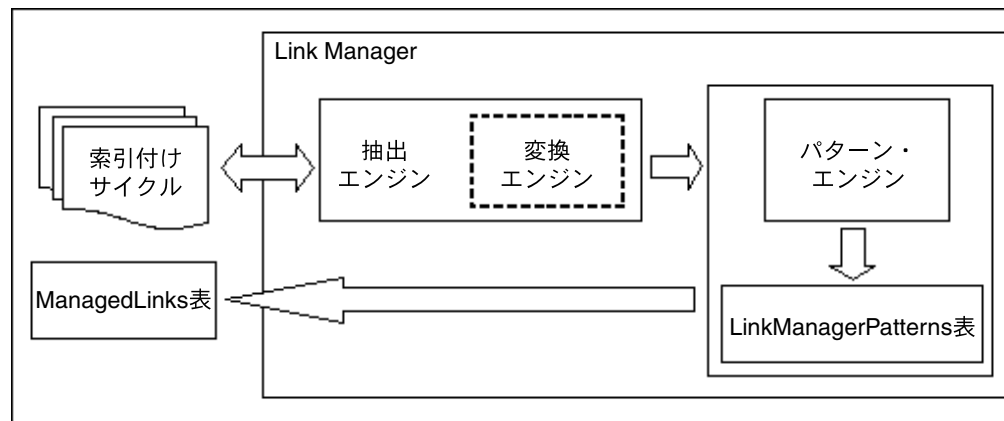 Link Manager
索引付け
サイクル
抽出
エンジン
変換
エンジン
パターン・
エンジン
ManagedLinks表
LinkManagerPatterns表